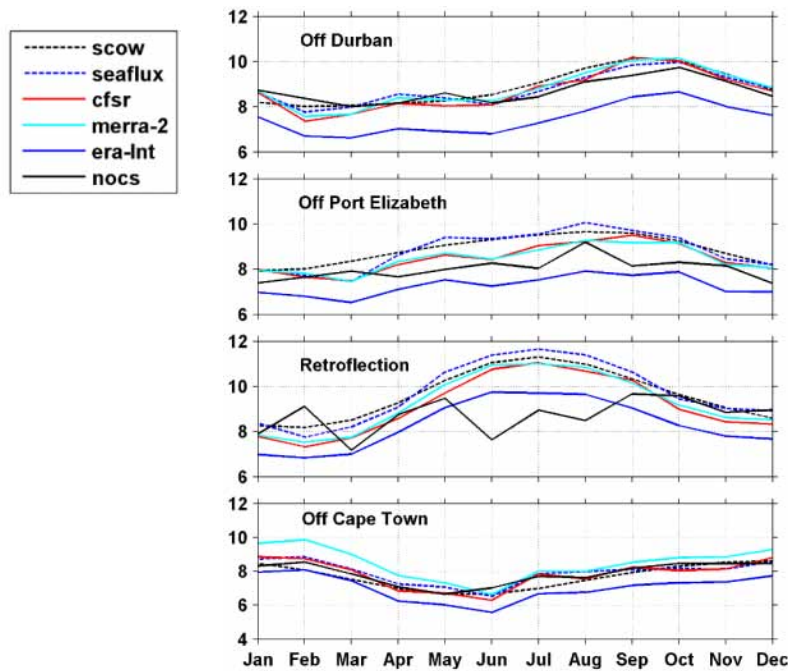 scow
seaflux
cfsr
merra-2
era-Int
nocs
12
10
8
6
Off Durban
12
10
8
6
Off Port Elizabeth
12
10
8
6
Retroflection
12
10
8
6
4
Off Cape Town
Jan Feb Mar Apr May Jun Jul Aug Sep Oct Nov Dec